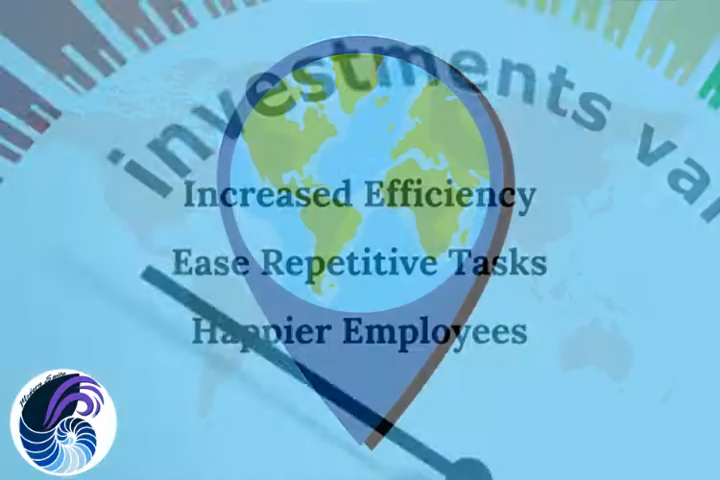 investments va
Increased Efficiency
Ease Repetitive Tasks
Happier Employees